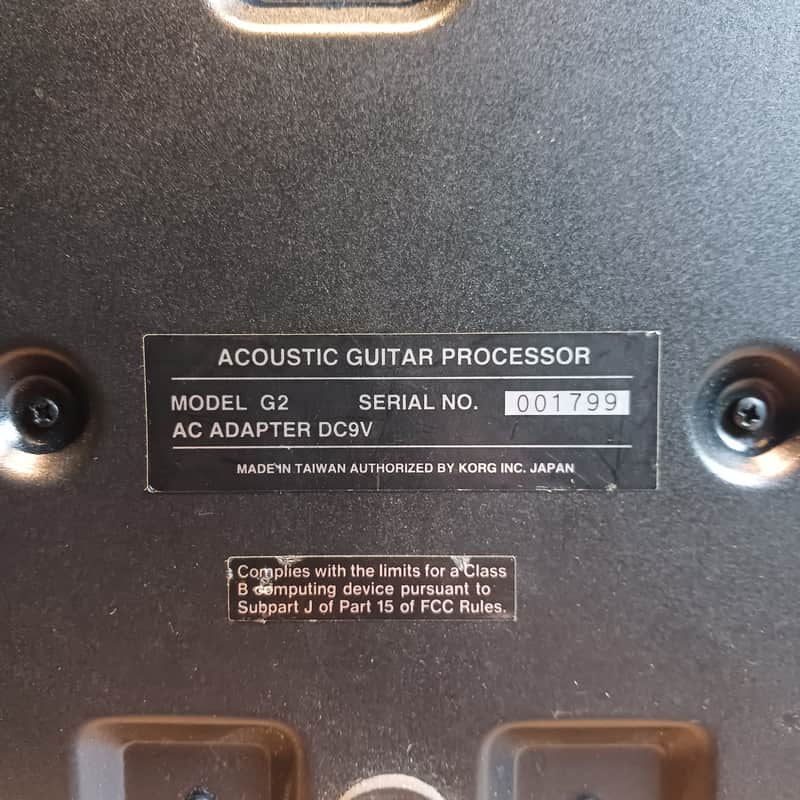 ACOUSTIC GUITAR PROCESSOR
MODEL G2 SERIAL NO. 001799
AC ADAPTER DC9V
MADE IN TAIWAN AUTHORIZED BY KORG INC. JAPAN
Complies with the limits for a Class
B computing device pursuant to
Subpart J of Part 15 of FCC Rules.